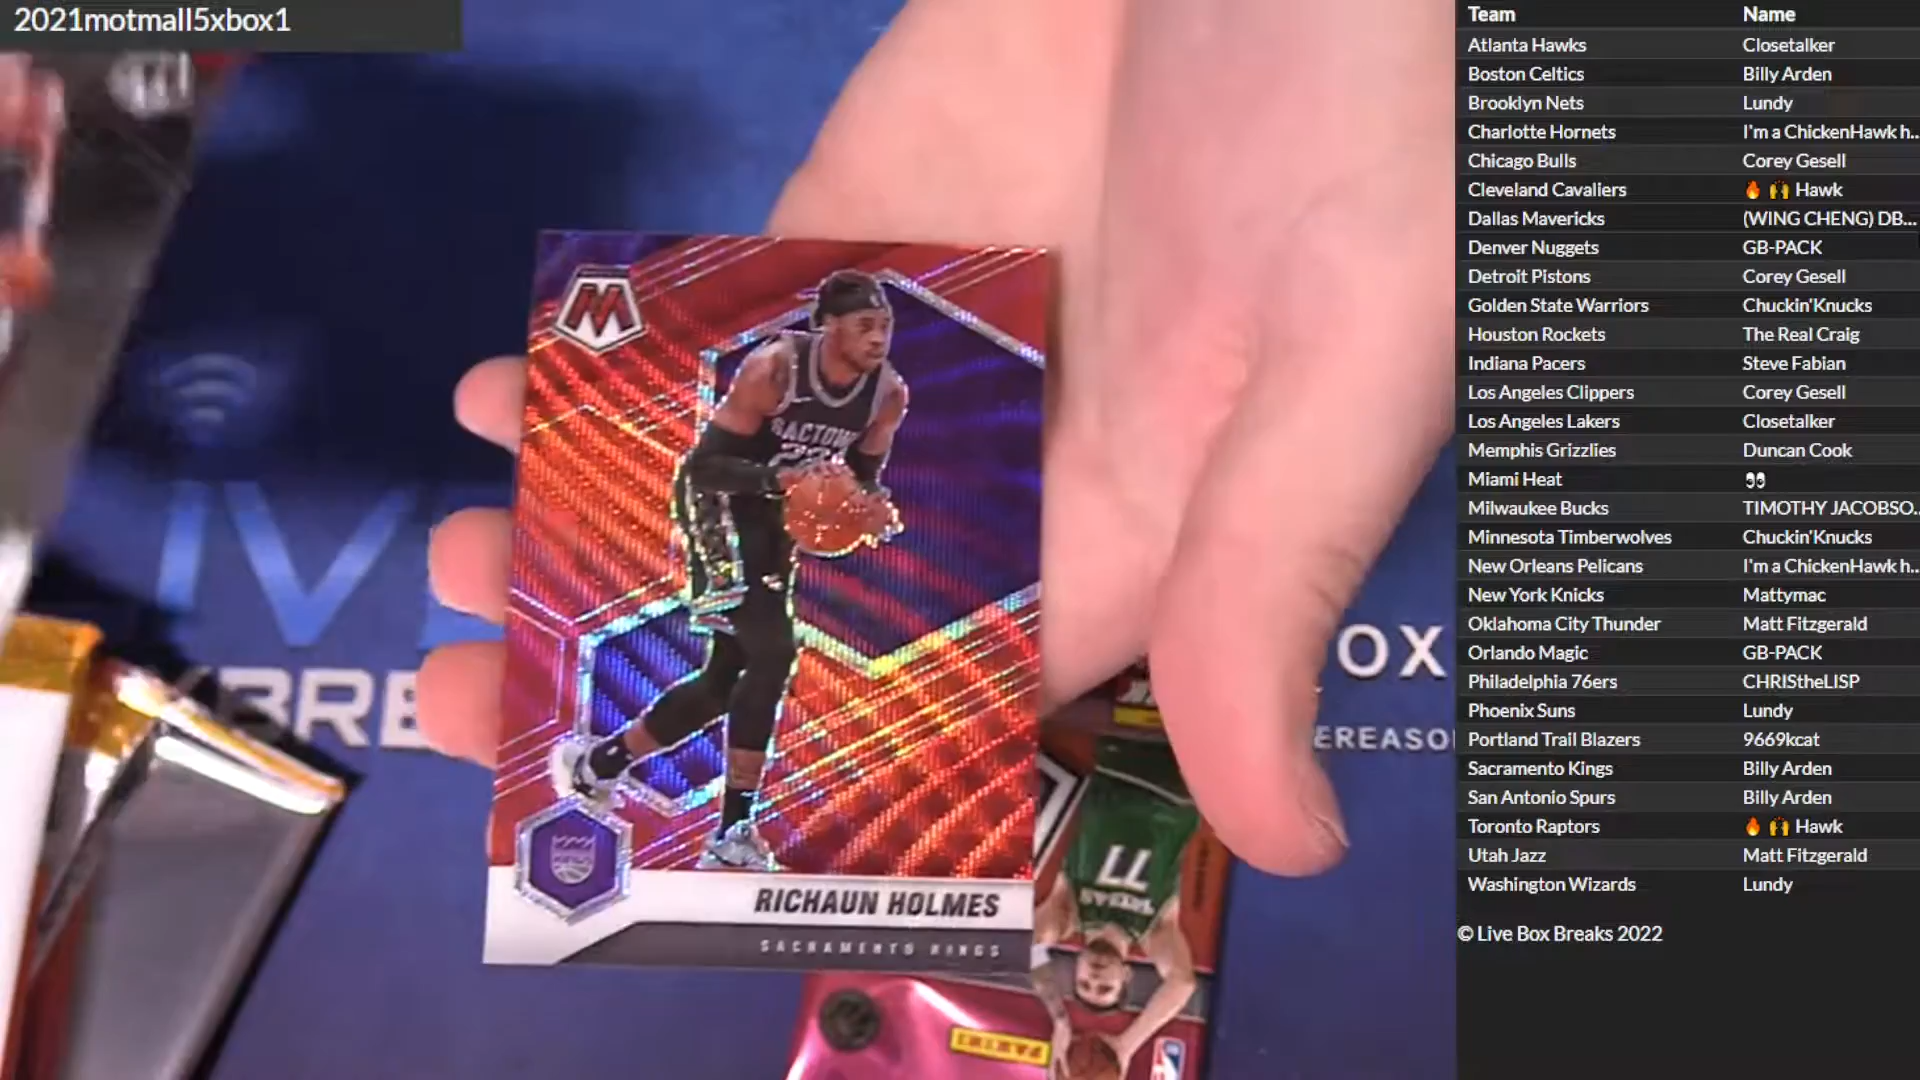 2021motmall5xbox1
M
SACTOWN
RICHAUN HOLMES
SACRAMENTO KINGS
KINGS
BRE
OX
EREASO
77
PANINI
Team Name
Atlanta Hawks Closetalker
Boston Celtics Billy Arden
Brooklyn Nets Lundy
Charlotte Hornets I'm a ChickenHawk h...
Chicago Bulls Corey Gesell
Cleveland Cavaliers 🔥 🙌 Hawk
Dallas Mavericks (WING CHENG) DB...
Denver Nuggets GB-PACK
Detroit Pistons Corey Gesell
Golden State Warriors Chuckin'Knucks
Houston Rockets The Real Craig
Indiana Pacers Steve Fabian
Los Angeles Clippers Corey Gesell
Los Angeles Lakers Closetalker
Memphis Grizzlies Duncan Cook
Miami Heat 👀
Milwaukee Bucks TIMOTHY JACOBSO...
Minnesota Timberwolves Chuckin'Knucks
New Orleans Pelicans I'm a ChickenHawk h...
New York Knicks Mattymac
Oklahoma City Thunder Matt Fitzgerald
Orlando Magic GB-PACK
Philadelphia 76ers CHRIStheLISP
Phoenix Suns Lundy
Portland Trail Blazers 9669kcat
Sacramento Kings Billy Arden
San Antonio Spurs Billy Arden
Toronto Raptors 🔥 🙌 Hawk
Utah Jazz Matt Fitzgerald
Washington Wizards Lundy
© Live Box Breaks 2022